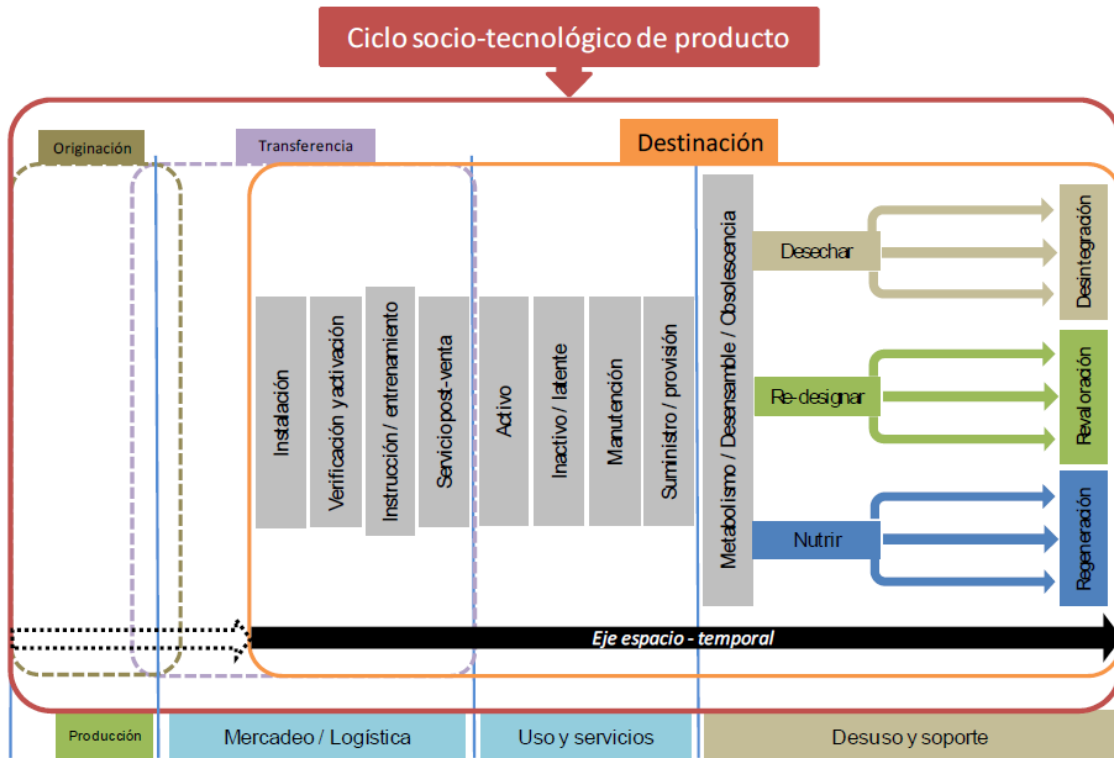 Ciclo socio-tecnológico de producto
Originación
Transferencia
Destinación
Instalación
Verificación y activación
Instrucción / entrenamiento
Servicio post-venta
Activo
Inactivo / latente
Manutención
Suministro / provisión
Metabolismo / Desensamble / Obsolescencia
Desechar
Desintegración
Re-designar
Revaloración
Nutrir
Regeneración
Eje espacio - temporal
Producción
Mercadeo / Logística
Uso y servicios
Desuso y soporte